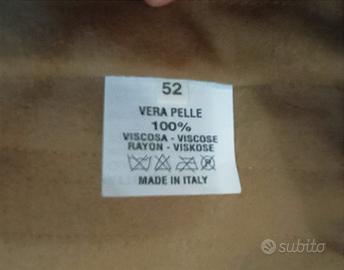 52
VERA PELLE
100%
VISCOSA - VISCOSE
RAYON - VISKOSE
MADE IN ITALY
subito